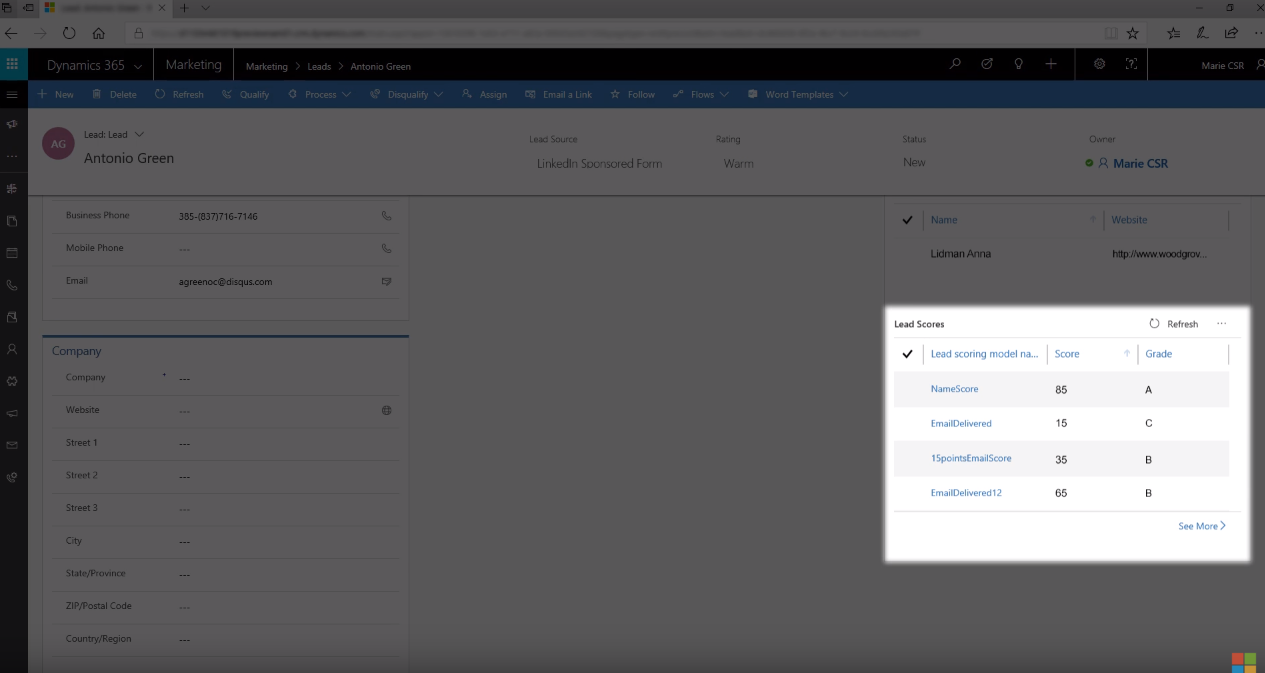 Dynamics 365 Marketing Marketing > Leads > Antonio Green Marie CSR
New Delete Refresh Qualify Process Disqualify Assign Email a Link Follow Flows Word Templates
Lead: Lead
AG
Antonio Green
Lead Source
LinkedIn Sponsored Form
Rating
Warm
Status
New
Owner
Marie CSR
Business Phone 385-(837)716-7146
Mobile Phone ---
Email agreenoc@disqus.com
Company
Company * ---
Website ---
Street 1 ---
Street 2 ---
Street 3 ---
City ---
State/Province ---
ZIP/Postal Code ---
Country/Region ---
Name Website
Lidman Anna http://www.woodgrov...
Lead Scores Refresh ...
Lead scoring model na... Score Grade
NameScore 85 A
EmailDelivered 15 C
15pointsEmailScore 35 B
EmailDelivered12 65 B
See More